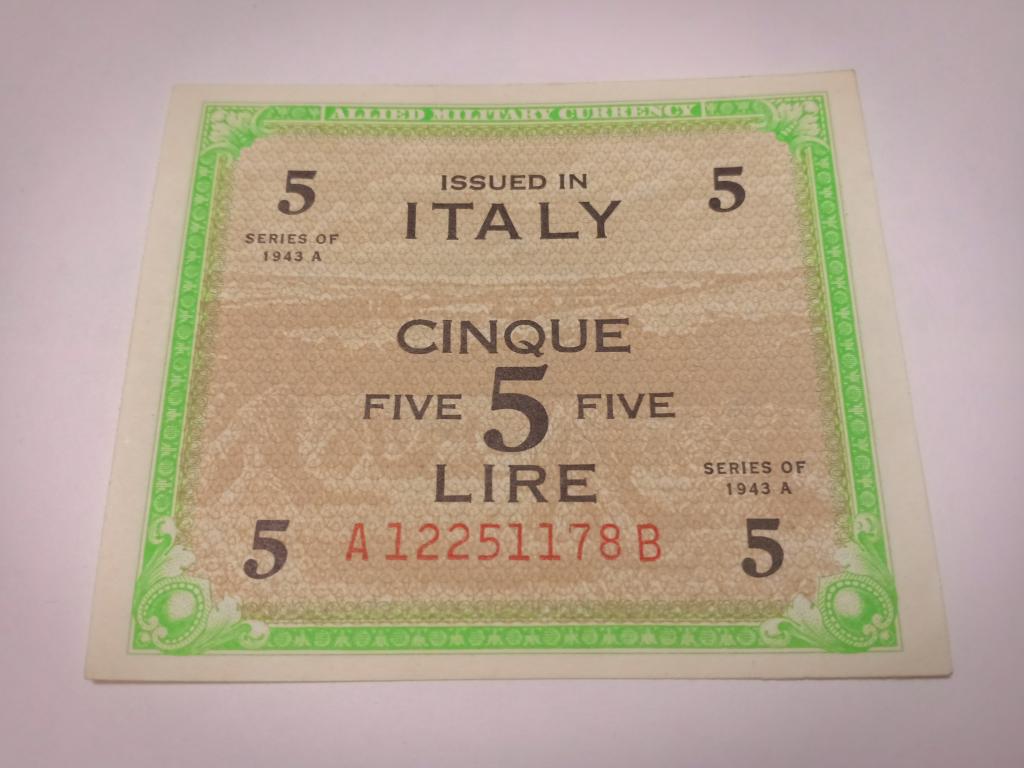 ALLIED MILITARY CURRENCY
5 ISSUED IN 5
ITALY
SERIES OF
1943 A
CINQUE
FIVE 5 FIVE
LIRE
SERIES OF
1943 A
5 A12251178B 5